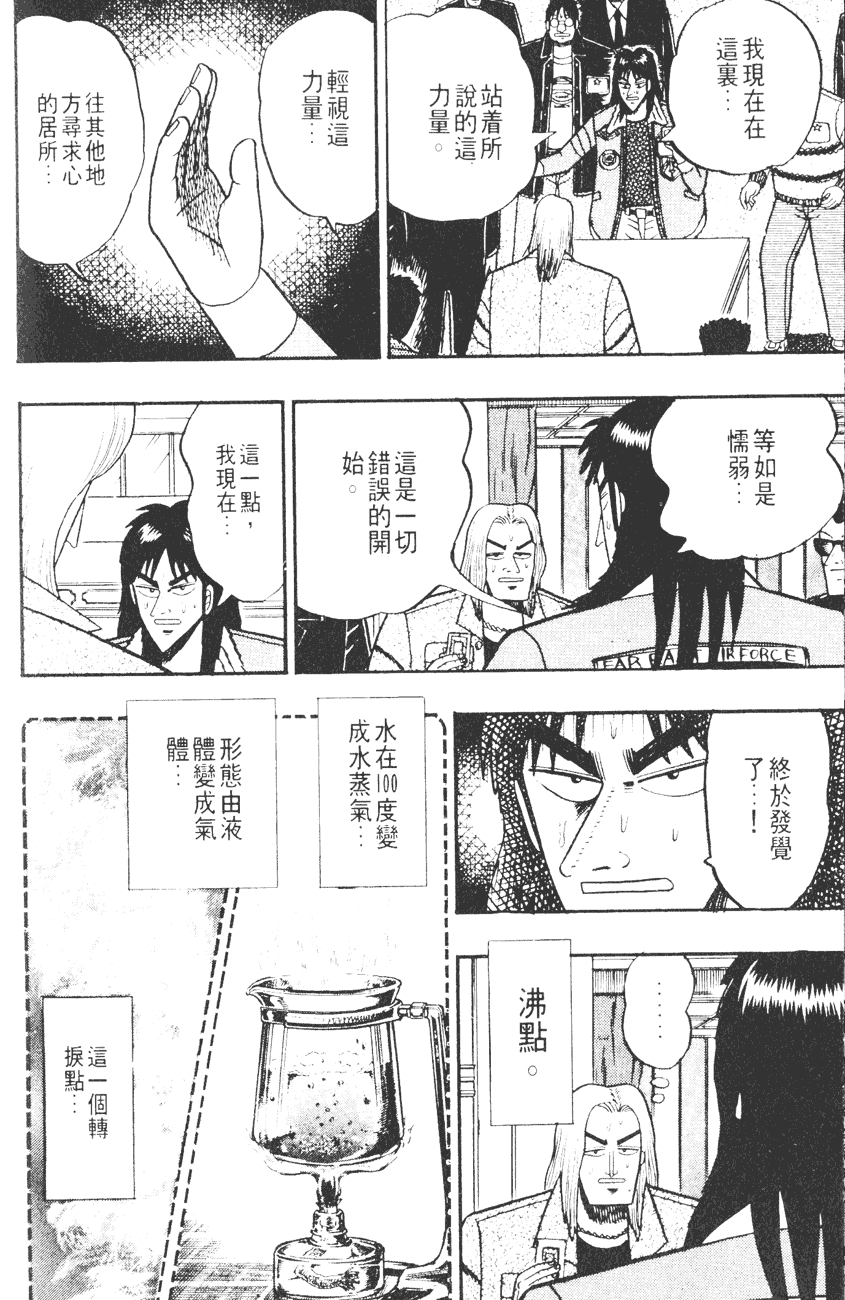 我現在在
這裏…
站着所
說的這
力量。
輕視這
力量…
往其他地
方尋求心
的居所…
等如是
懦弱…
這是一切
錯誤的開
始。
FAR EAST AIR FORCE
這一點，
我現在…
終於發覺
了…！
……
沸點。
水在100度變
成水蒸氣…
形態由液
體變成氣
體…
這一個轉
捩點…